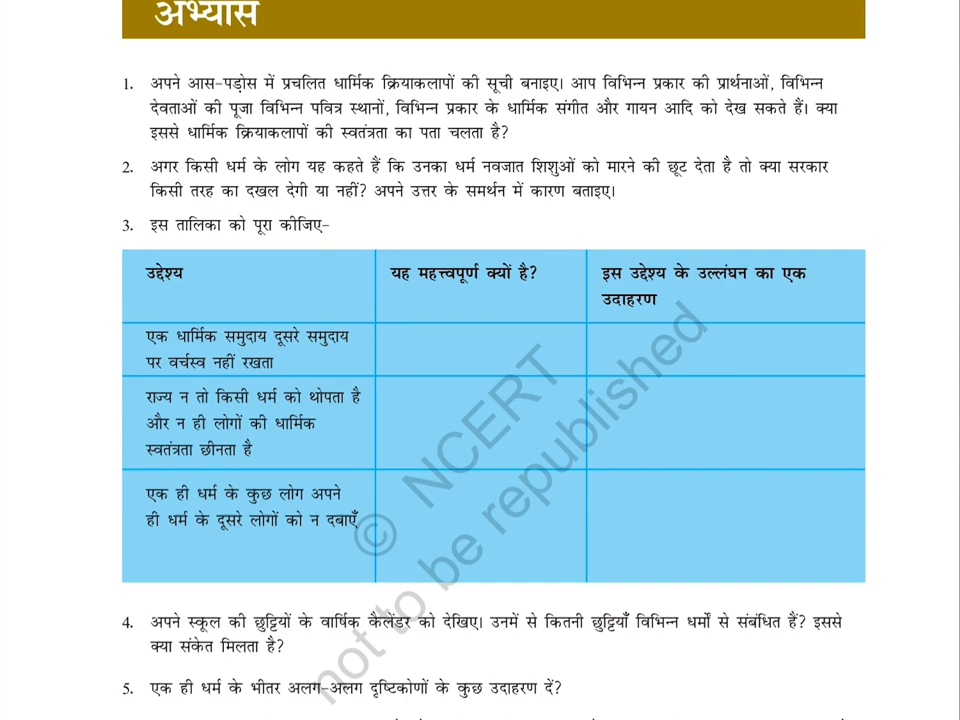 अभ्यास
1. अपने आस-पड़ोस में प्रचलित धार्मिक क्रियाकलापों की सूची बनाइए। आप विभिन्न प्रकार की प्रार्थनाओं, विभिन्न
देवताओं की पूजा विभिन्न पवित्र स्थानों, विभिन्न प्रकार के धार्मिक संगीत और गायन आदि को देख सकते हैं। क्या
इससे धार्मिक क्रियाकलापों की स्वतंत्रता का पता चलता है?
2. अगर किसी धर्म के लोग यह कहते हैं कि उनका धर्म नवजात शिशुओं को मारने की छूट देता है तो क्या सरकार
किसी तरह का दखल देगी या नहीं? अपने उत्तर के समर्थन में कारण बताइए।
3. इस तालिका को पूरा कीजिए–
उद्देश्य
यह महत्त्वपूर्ण क्यों है?
इस उद्देश्य के उल्लंघन का एक
उदाहरण
एक धार्मिक समुदाय दूसरे समुदाय
पर वर्चस्व नहीं रखता
राज्य न तो किसी धर्म को थोपता है
और न ही लोगों की धार्मिक
स्वतंत्रता छीनता है
एक ही धर्म के कुछ लोग अपने
ही धर्म के दूसरे लोगों को न दबाएँ
© NCERT
not to be republished
4. अपने स्कूल की छुट्टियों के वार्षिक कैलेंडर को देखिए। उनमें से कितनी छुट्टियाँ विभिन्न धर्मों से संबंधित हैं? इससे
क्या संकेत मिलता है?
5. एक ही धर्म के भीतर अलग-अलग दृष्टिकोणों के कुछ उदाहरण दें?